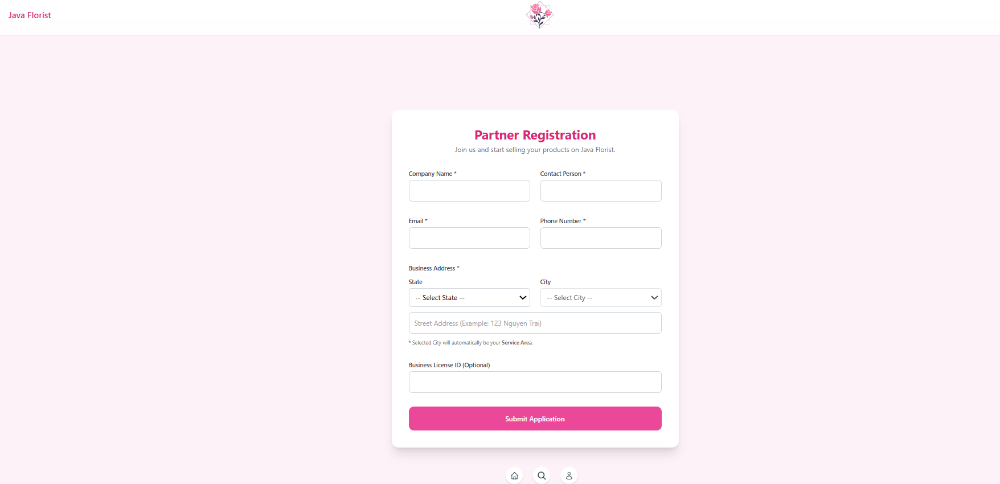 Java Florist
Partner Registration
Join us and start selling your products on Java Florist.
Company Name *
Contact Person *
Email *
Phone Number *
Business Address *
State
City
-- Select State --
-- Select City --
Street Address (Example: 123 Nguyen Trai)
* Selected City will automatically be your Service Area.
Business License ID (Optional)
Submit Application